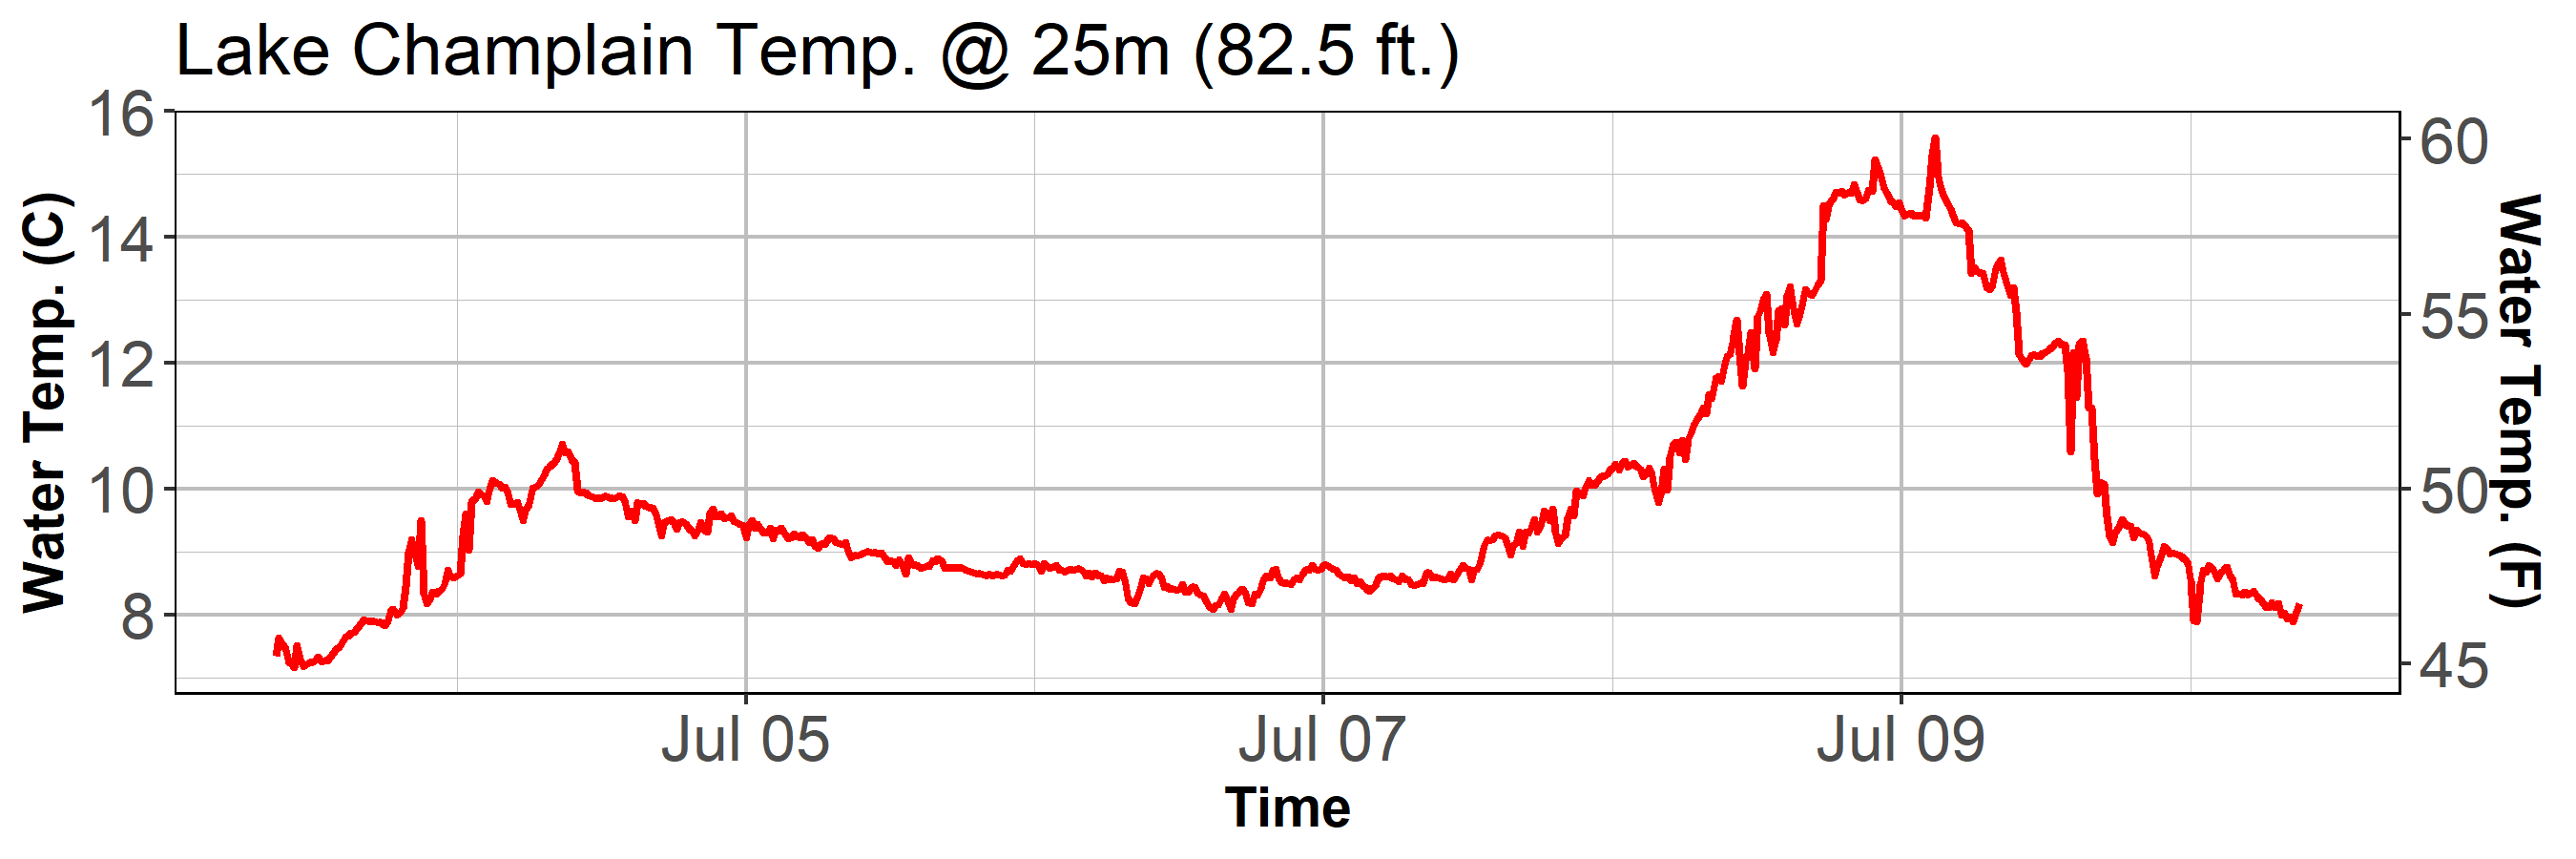 Lake Champlain Temp. @ 25m (82.5 ft.)
Water Temp. (C)
16
14
12
10
8
60
55
50
45
Water Temp. (F)
Jul 05 Jul 07 Jul 09
Time